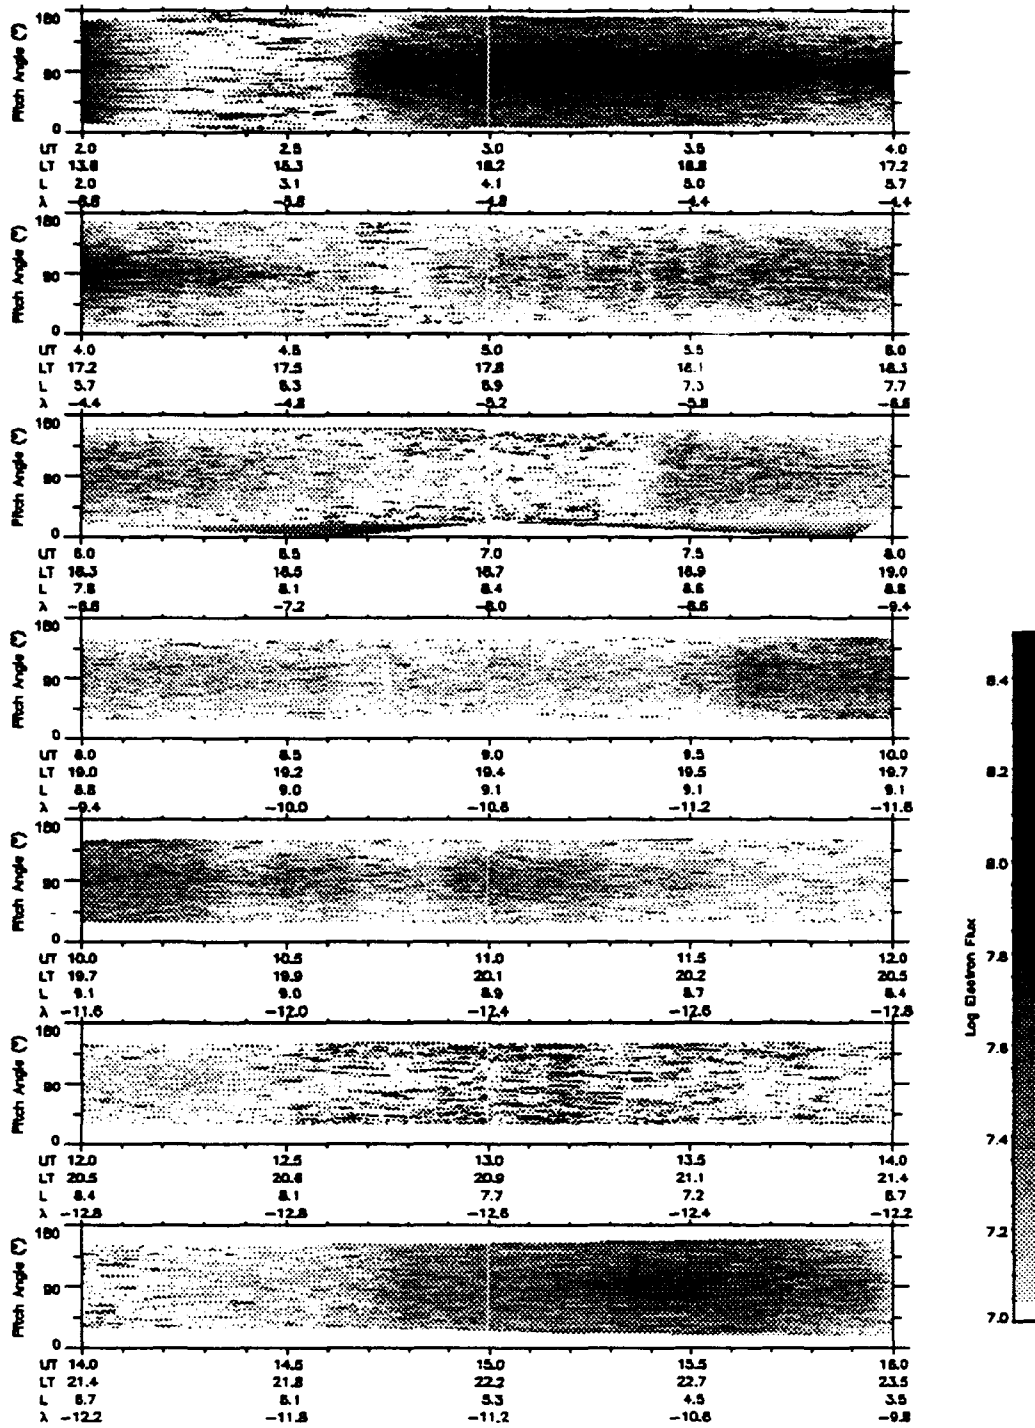 Pitch Angle (°)
180
90
0
UT 2.0 2.5 3.0 3.5 4.0
LT 13.8 15.3 16.2 16.8 17.2
L 2.0 3.1 4.1 5.0 5.7
λ -6.8 -5.6 -4.8 -4.4 -4.4
Pitch Angle (°)
180
90
0
UT 4.0 4.5 5.0 5.5 6.0
LT 17.2 17.5 17.8 18.1 18.3
L 5.7 6.3 6.9 7.3 7.7
λ -4.4 -4.8 -5.2 -5.8 -6.6
Pitch Angle (°)
180
90
0
UT 6.0 6.5 7.0 7.5 8.0
LT 18.3 18.5 18.7 18.9 19.0
L 7.8 8.1 8.4 8.6 8.8
λ -6.6 -7.2 -8.0 -8.6 -9.4
Pitch Angle (°)
180
90
0
UT 8.0 8.5 9.0 9.5 10.0
LT 19.0 19.2 19.4 19.5 19.7
L 8.8 9.0 9.1 9.1 9.1
λ -9.4 -10.0 -10.6 -11.2 -11.6
Pitch Angle (°)
180
90
0
UT 10.0 10.5 11.0 11.5 12.0
LT 19.7 19.9 20.1 20.2 20.5
L 9.1 9.0 8.9 8.7 8.4
λ -11.6 -12.0 -12.4 -12.6 -12.8
Pitch Angle (°)
180
90
0
UT 12.0 12.5 13.0 13.5 14.0
LT 20.5 20.6 20.9 21.1 21.4
L 8.4 8.1 7.7 7.2 6.7
λ -12.8 -12.8 -12.6 -12.4 -12.2
Pitch Angle (°)
180
90
0
UT 14.0 14.5 15.0 15.5 16.0
LT 21.4 21.8 22.2 22.7 23.5
L 6.7 6.1 5.3 4.5 3.5
λ -12.2 -11.8 -11.2 -10.6 -9.8
Log Electron Flux
8.4
8.2
8.0
7.8
7.6
7.4
7.2
7.0